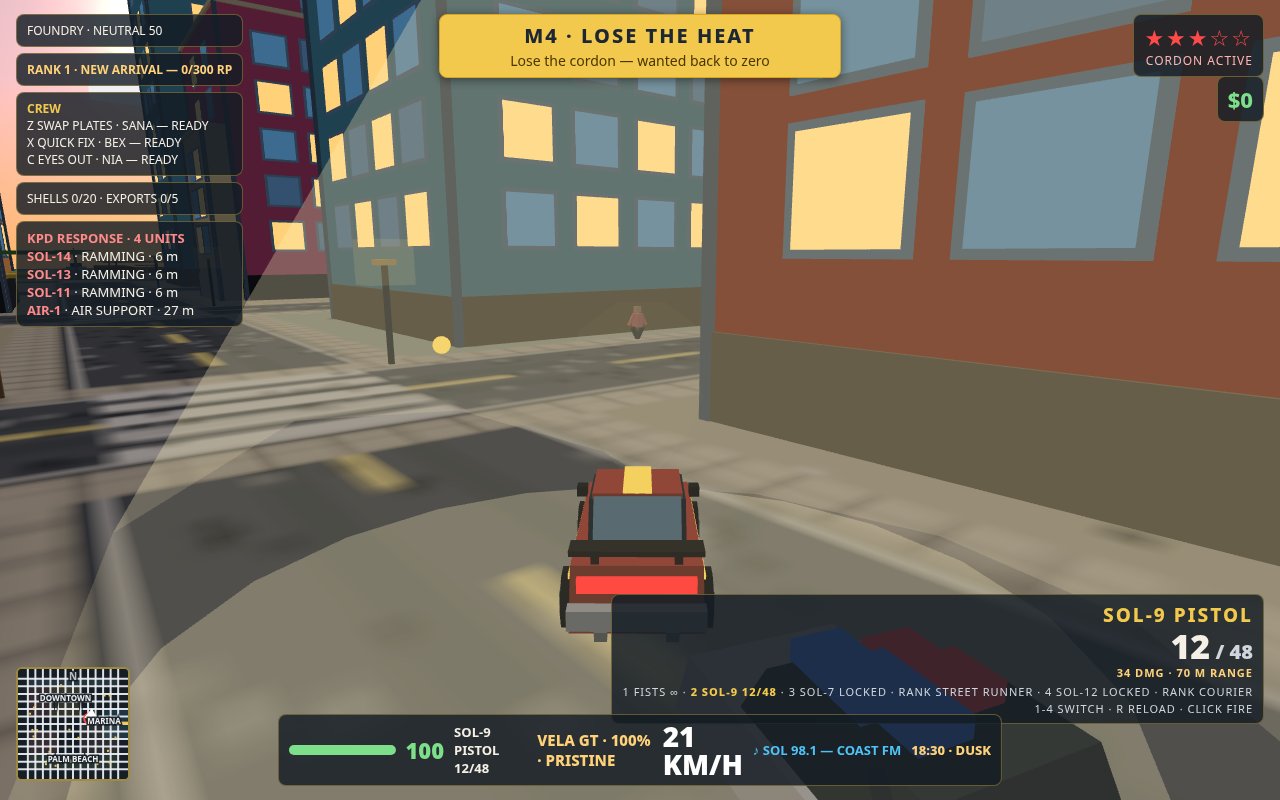 FOUNDRY · NEUTRAL 50
RANK 1 · NEW ARRIVAL — 0/300 RP
CREW
Z SWAP PLATES · SANA — READY
X QUICK FIX · BEX — READY
C EYES OUT · NIA — READY
SHELLS 0/20 · EXPORTS 0/5
KPD RESPONSE · 4 UNITS
SOL-14 · RAMMING · 6 m
SOL-13 · RAMMING · 6 m
SOL-11 · RAMMING · 6 m
AIR-1 · AIR SUPPORT · 27 m
M4 · LOSE THE HEAT
Lose the cordon — wanted back to zero
★★★☆☆
CORDON ACTIVE
$0
SOL-9 PISTOL
12 / 48
34 DMG · 70 M RANGE
1 FISTS ∞ · 2 SOL-9 12/48 · 3 SOL-7 LOCKED · RANK STREET RUNNER · 4 SOL-12 LOCKED · RANK COURIER
1-4 SWITCH · R RELOAD · CLICK FIRE
N
DOWNTOWN
MARINA
PALM BEACH
100
SOL-9
PISTOL
12/48
VELA GT · 100%
· PRISTINE
21
KM/H
♪ SOL 98.1 — COAST FM
18:30 · DUSK